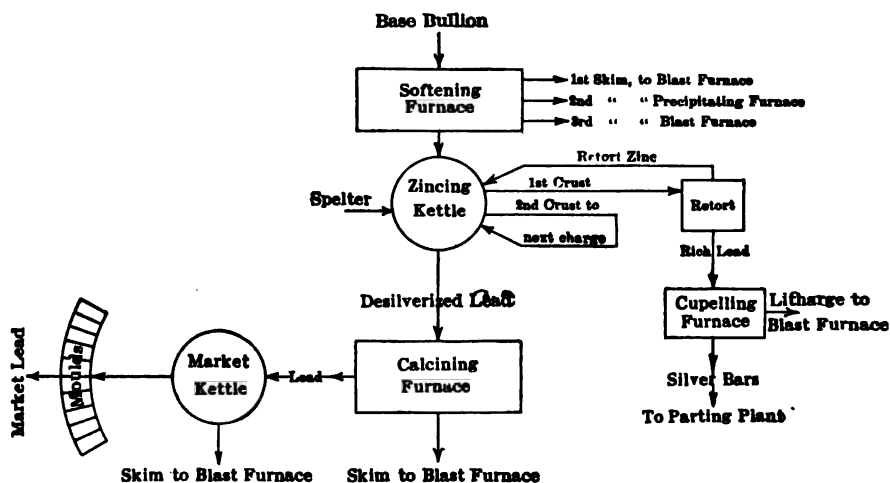 Base Bullion
Softening
Furnace
1st Skim, to Blast Furnace
2nd “ “ Precipitating Furnace
3rd “ “ Blast Furnace
Retort Zinc
1st Crust
Zincing
Kettle
Spelter
2nd Crust to
next charge
Retort
Rich Lead
Desilverized Lead
Cupelling
Furnace
Litharge to
Blast Furnace
Market Lead
Moulds
Market
Kettle
Lead
Calcining
Furnace
Silver Bars
To Parting Plant
Skim to Blast Furnace
Skim to Blast Furnace